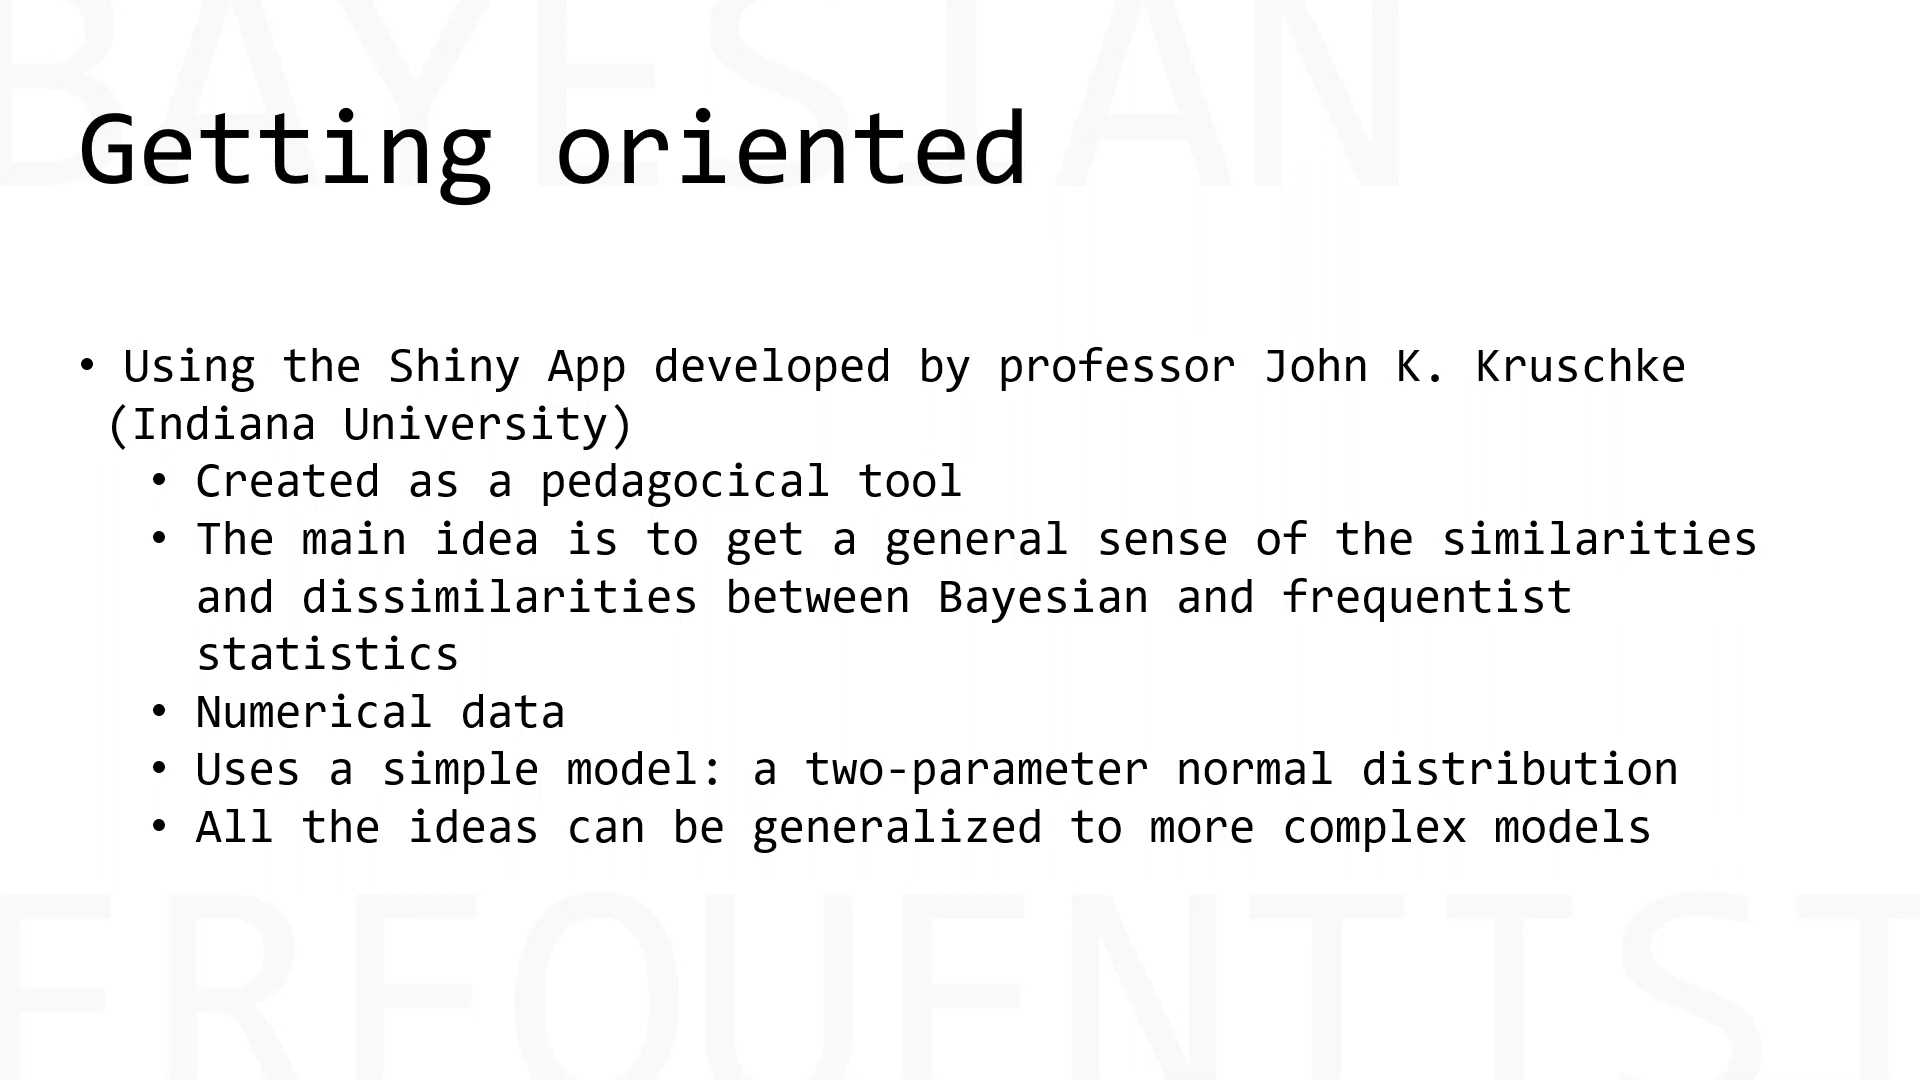 BAYESIAN
Getting oriented
• Using the Shiny App developed by professor John K. Kruschke
(Indiana University)
• Created as a pedagocical tool
• The main idea is to get a general sense of the similarities
and dissimilarities between Bayesian and frequentist
statistics
• Numerical data
• Uses a simple model: a two-parameter normal distribution
• All the ideas can be generalized to more complex models
FREQUENTIST